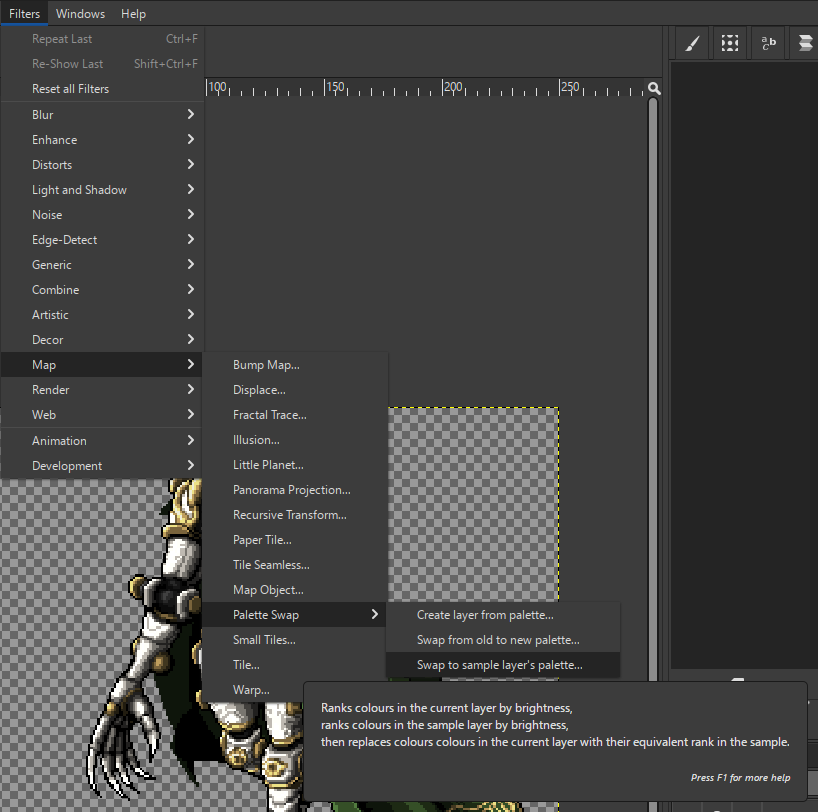 Filters Windows Help
Repeat Last Ctrl+F
Re-Show Last Shift+Ctrl+F
Reset all Filters
100 150 200 250
Blur
Enhance
Distorts
Light and Shadow
Noise
Edge-Detect
Generic
Combine
Artistic
Decor
Map
Render
Web
Animation
Development
Bump Map...
Displace...
Fractal Trace...
Illusion...
Little Planet...
Panorama Projection...
Recursive Transform...
Paper Tile...
Tile Seamless...
Map Object...
Palette Swap
Small Tiles...
Tile...
Warp...
Create layer from palette...
Swap from old to new palette...
Swap to sample layer's palette...
Ranks colours in the current layer by brightness,
ranks colours in the sample layer by brightness,
then replaces colours colours in the current layer with their equivalent rank in the sample.
Press F1 for more help